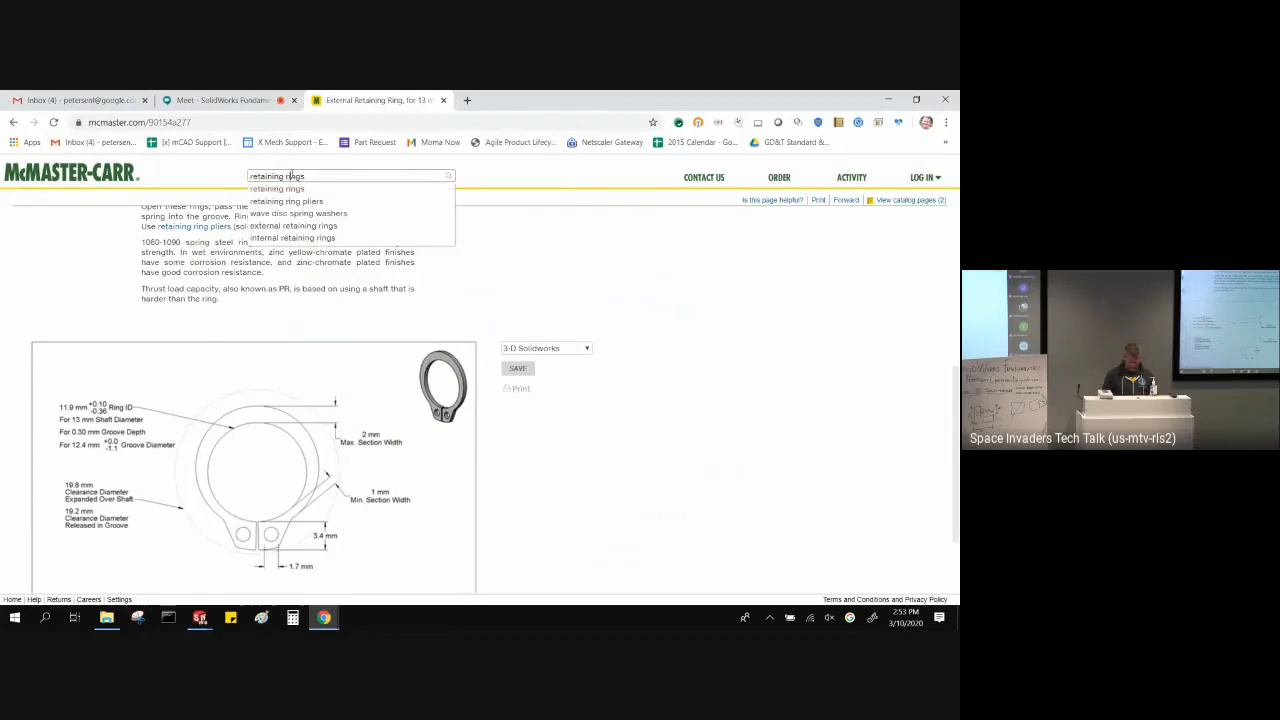 Inbox (4) - petersenl@google.co
Meet - SolidWorks Fundame
External Retaining Ring, for 13 m
mcmaster.com/90154a277
Apps
Inbox (4) - petersen...
[x] mCAD Support [...
X Mech Support - E...
Part Request
Moma Now
Agile Product Lifecy...
Netscaler Gateway
2015 Calendar - Go...
GD&T Standard &...
McMASTER-CARR.
retaining rings
CONTACT US
ORDER
ACTIVITY
LOG IN
retaining rings
retaining ring pliers
wave disc spring washers
external retaining rings
internal retaining rings
Is this page helpful?
Print
Forward
View catalog pages (2)
Open these rings, pass
spring into the groove. Rin
Use retaining ring pliers (sol
1060-1090 spring steel rin
strength. In wet environments, zinc yellow-chromate plated finishes
have some corrosion resistance, and zinc-chromate plated finishes
have good corrosion resistance.
Thrust load capacity, also known as PR, is based on using a shaft that is
harder than the ring.
3-D Solidworks
SAVE
Print
11.9 mm +0.10 -0.36 Ring ID
For 13 mm Shaft Diameter
For 0.30 mm Groove Depth
For 12.4 mm +0.0 -1.1 Groove Diameter
2 mm
Max. Section Width
19.8 mm
Clearance Diameter
Expanded Over Shaft
19.2 mm
Clearance Diameter
Released in Groove
1 mm
Min. Section Width
3.4 mm
1.7 mm
Home | Help | Returns | Careers | Settings
Terms and Conditions and Privacy Policy
2:53 PM
3/10/2020
Space Invaders Tech Talk (us-mtv-rls2)